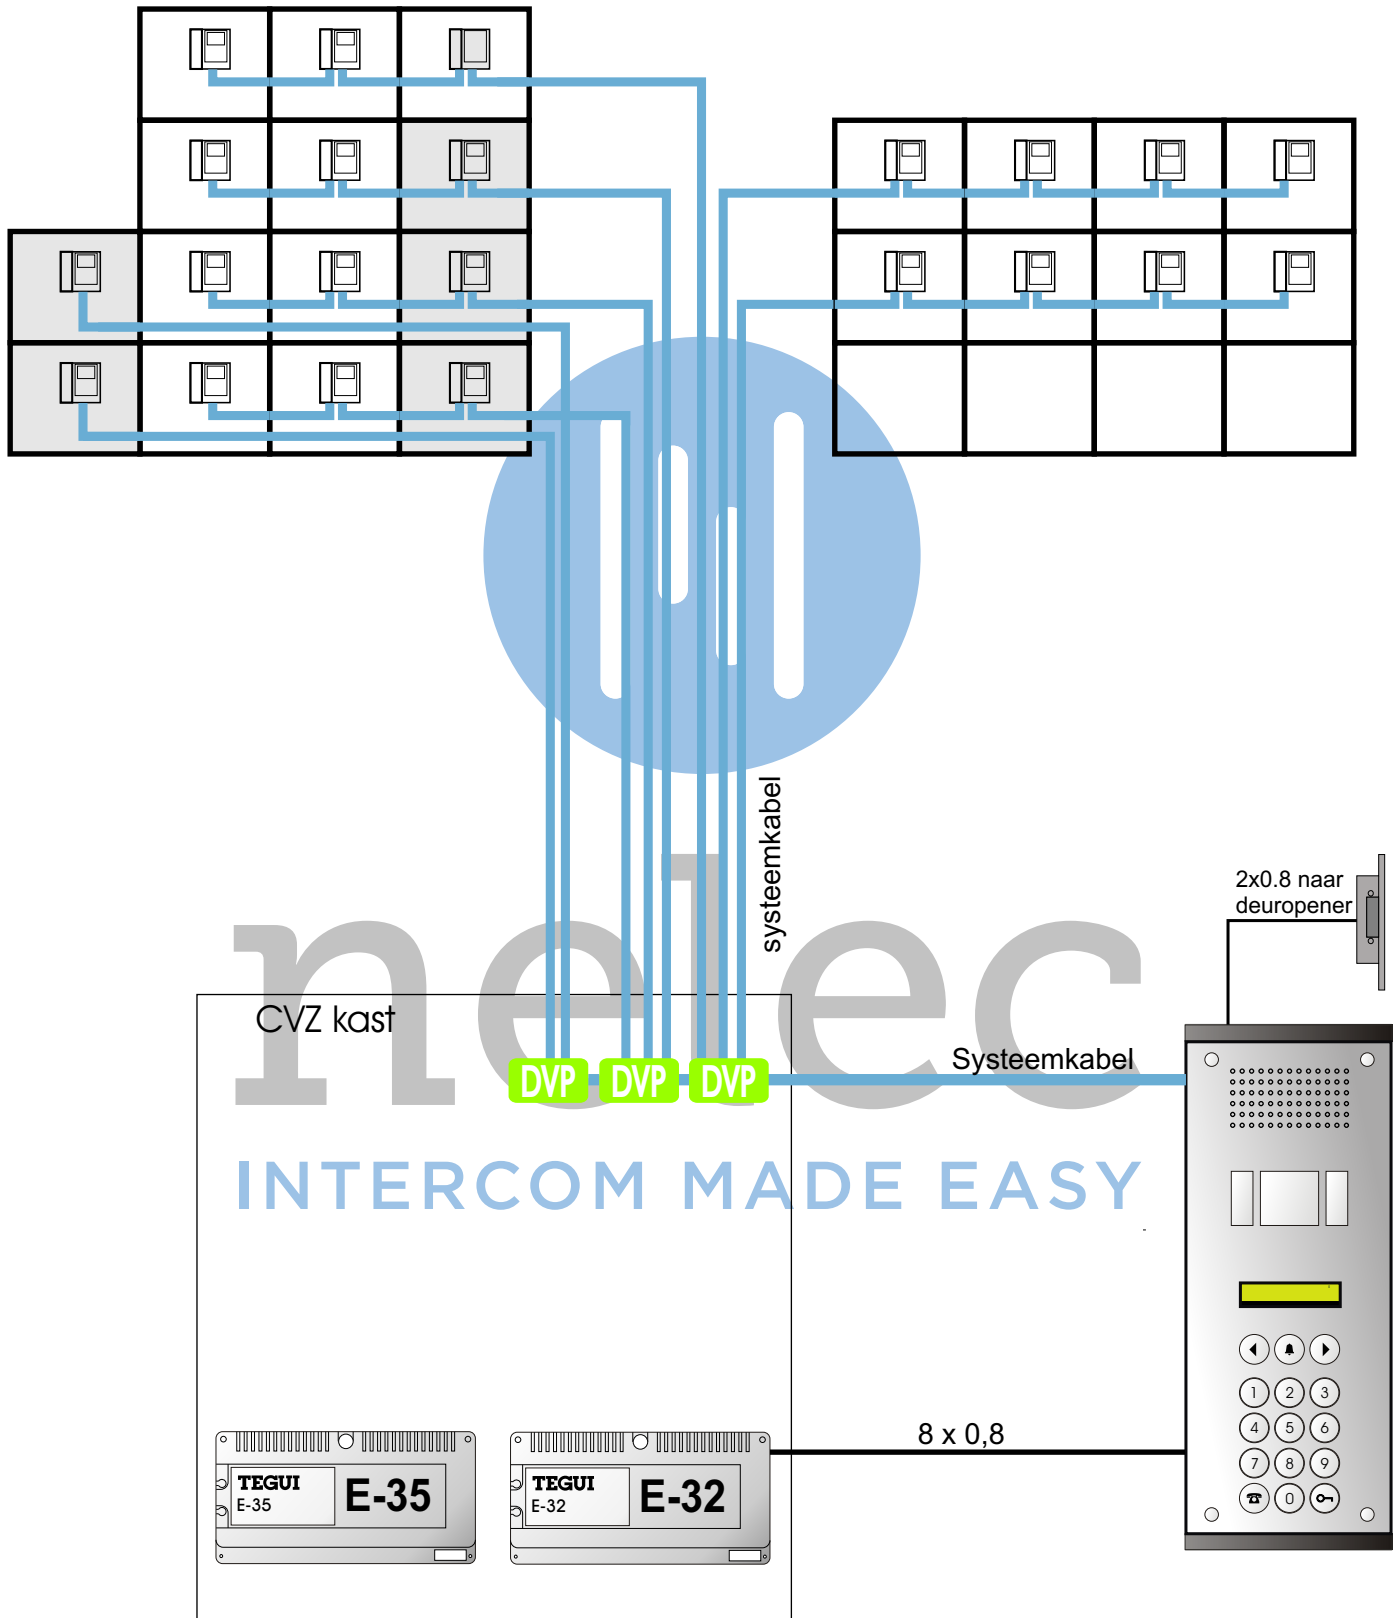 systeemkabel
2x0.8 naar
deuropener
nelec
CVZ kast
Systeemkabel
DVP DVP DVP
INTERCOM MADE EASY
8 x 0,8
TEGUI
E-35
E-35
TEGUI
E-32
E-32
1 2 3
4 5 6
7 8 9
0